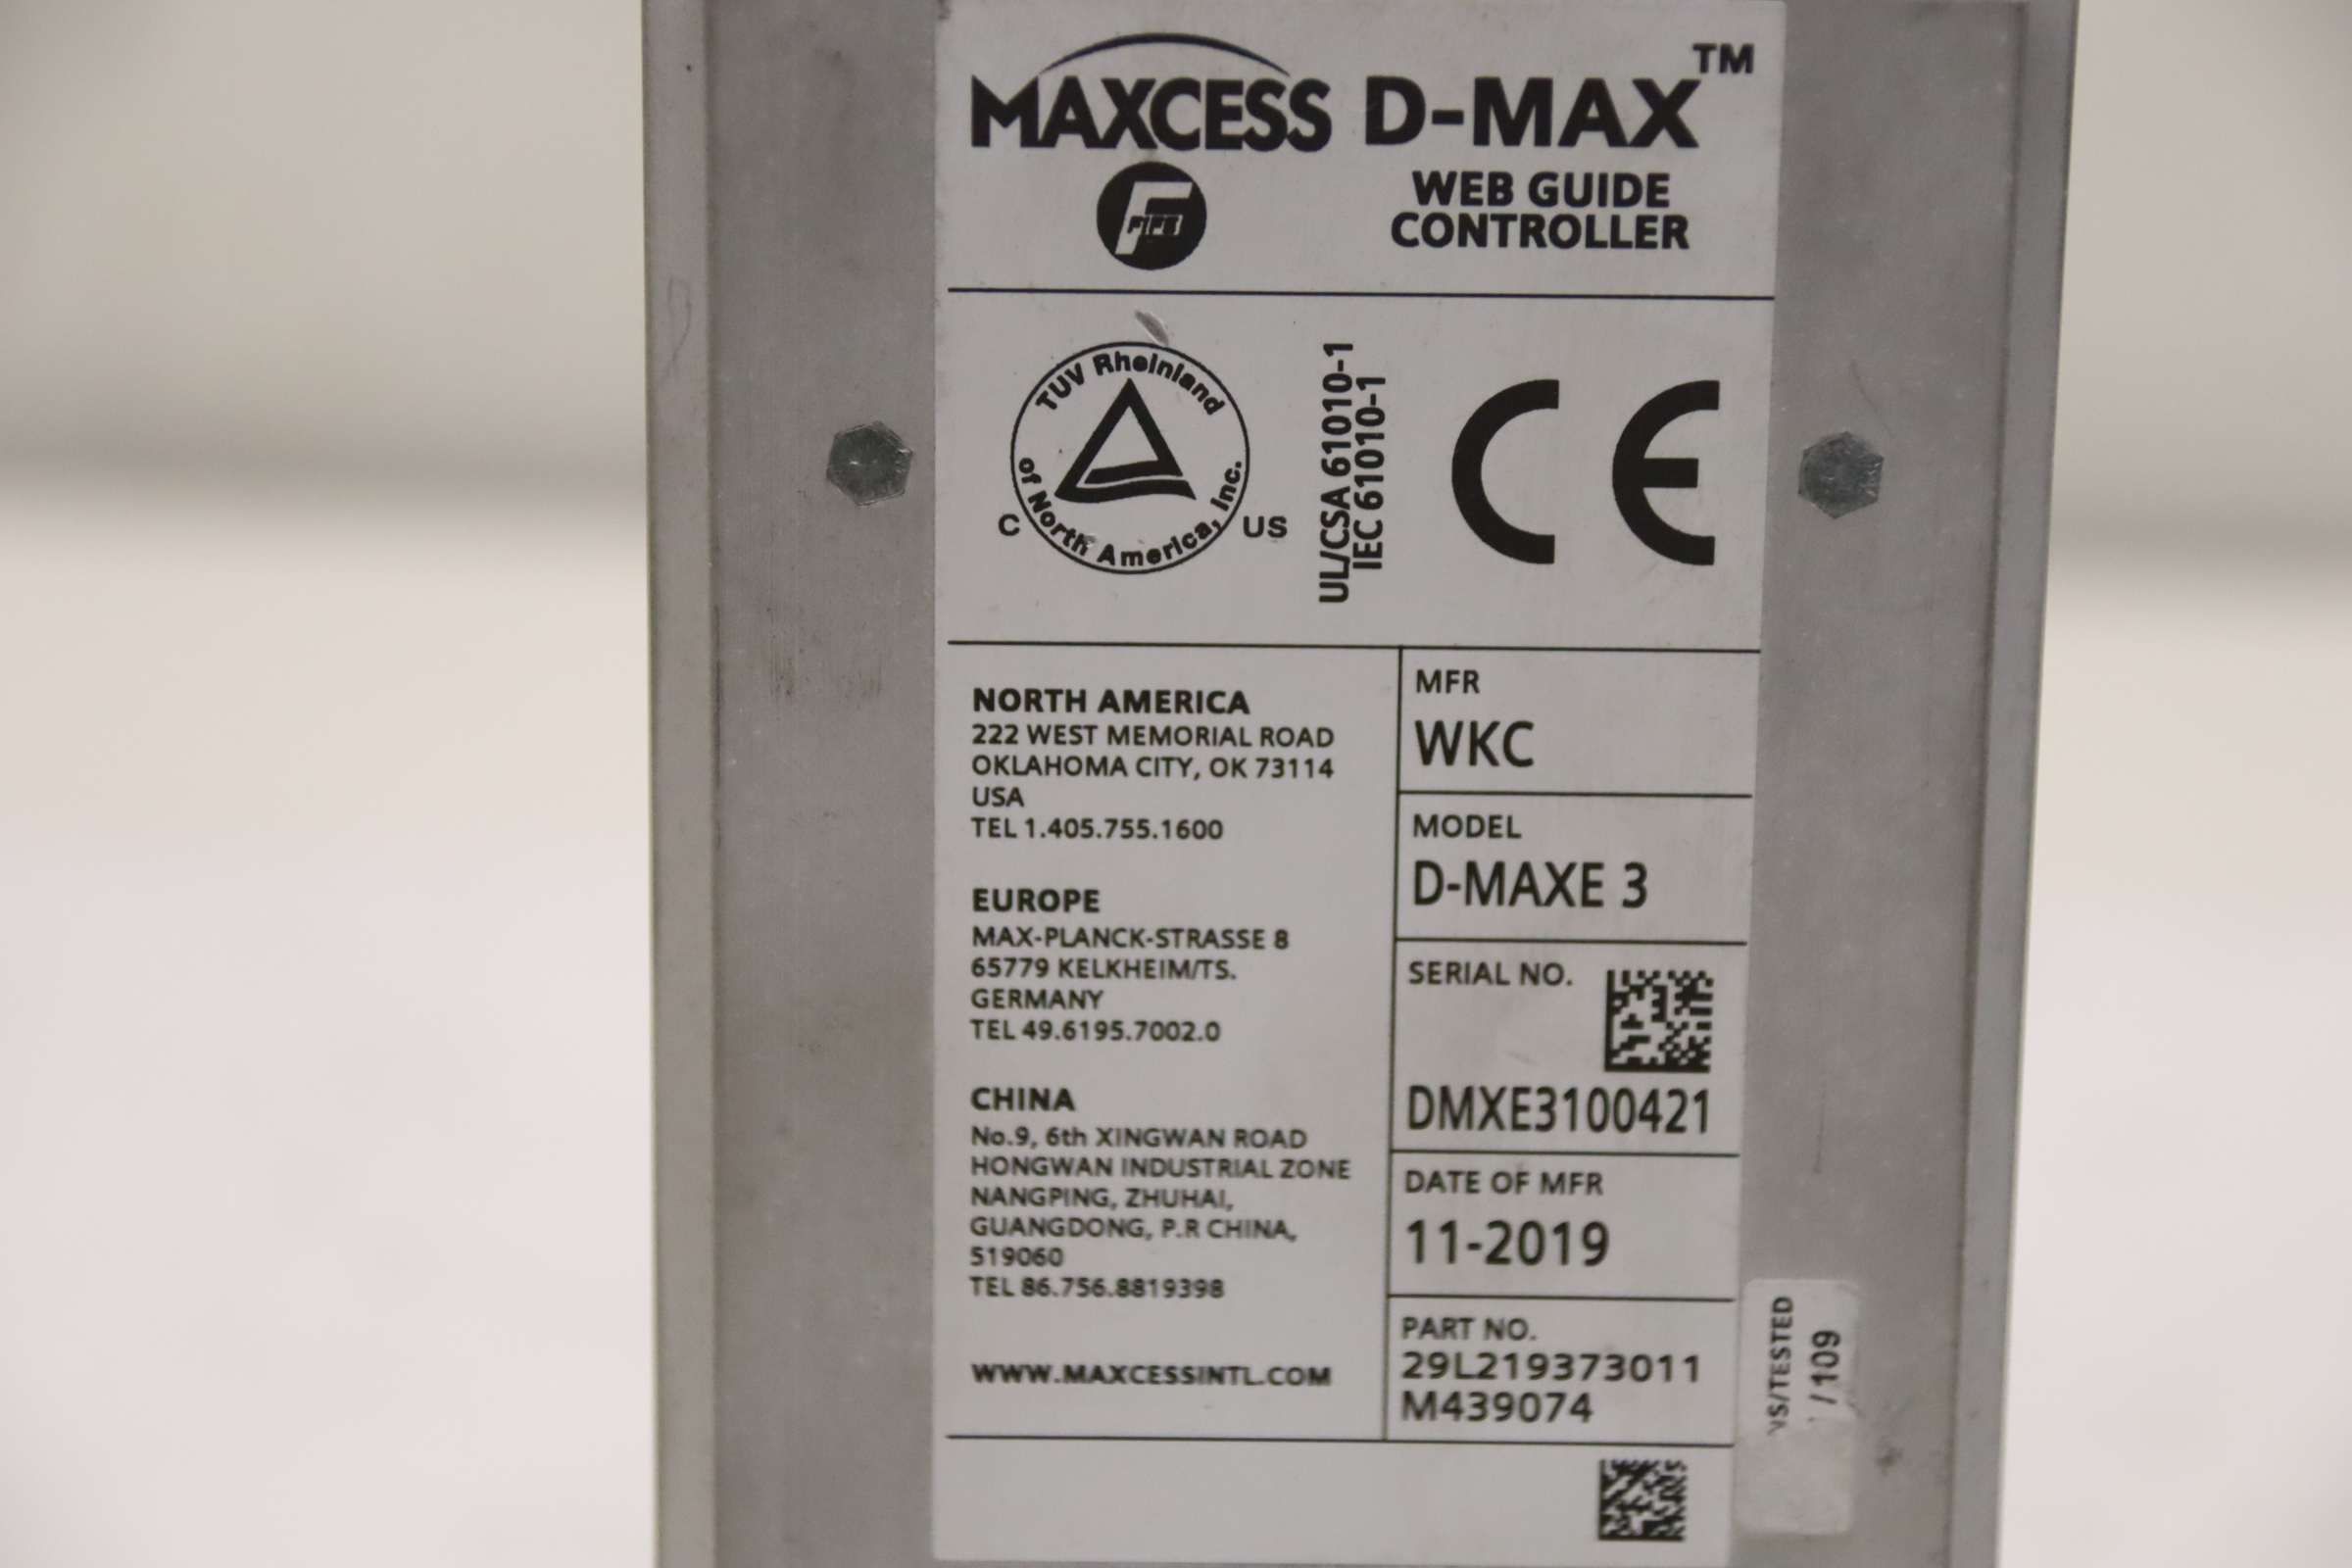 MAXCESS D-MAX™
FIFE
WEB GUIDE
CONTROLLER
TUV Rheinland
of North America, Inc.
C US
UL/CSA 61010-1
IEC 61010-1
CE
NORTH AMERICA
222 WEST MEMORIAL ROAD
OKLAHOMA CITY, OK 73114
USA
TEL 1.405.755.1600
EUROPE
MAX-PLANCK-STRASSE 8
65779 KELKHEIM/TS.
GERMANY
TEL 49.6195.7002.0
CHINA
No.9, 6th XINGWAN ROAD
HONGWAN INDUSTRIAL ZONE
NANGPING, ZHUHAI,
GUANGDONG, P.R CHINA,
519060
TEL 86.756.8819398
WWW.MAXCESSINTL.COM
MFR
WKC
MODEL
D-MAXE 3
SERIAL NO.
DMXE3100421
DATE OF MFR
11-2019
PART NO.
29L219373011
M439074
/TESTED
/109